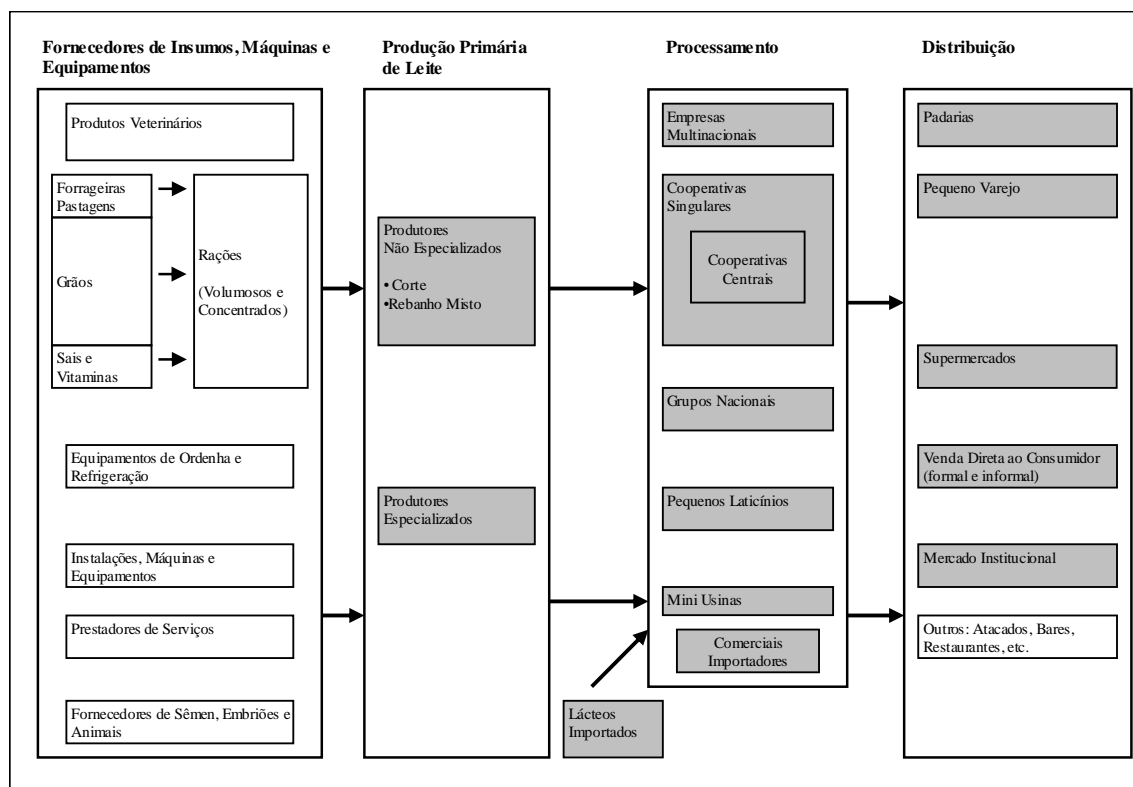 Fornecedores de Insumos, Máquinas e
Equipamentos
Produtos Veterinários
Forrageiras
Pastagens
Grãos
Sais e
Vitaminas
Rações
(Volumosos e
Concentrados)
Equipamentos de Ordenha e
Refrigeração
Instalações, Máquinas e
Equipamentos
Prestadores de Serviços
Fornecedores de Sêmen, Embriões e
Animais
Produção Primária
de Leite
Produtores
Não Especializados
• Corte
•Rebanho Misto
Produtores
Especializados
Lácteos
Importados
Processamento
Empresas
Multinacionais
Cooperativas
Singulares
Cooperativas
Centrais
Grupos Nacionais
Pequenos Laticínios
Mini Usinas
Comerciais
Importadores
Distribuição
Padarias
Pequeno Varejo
Supermercados
Venda Direta ao Consumidor
(formal e informal)
Mercado Institucional
Outros: Atacados, Bares,
Restaurantes, etc.